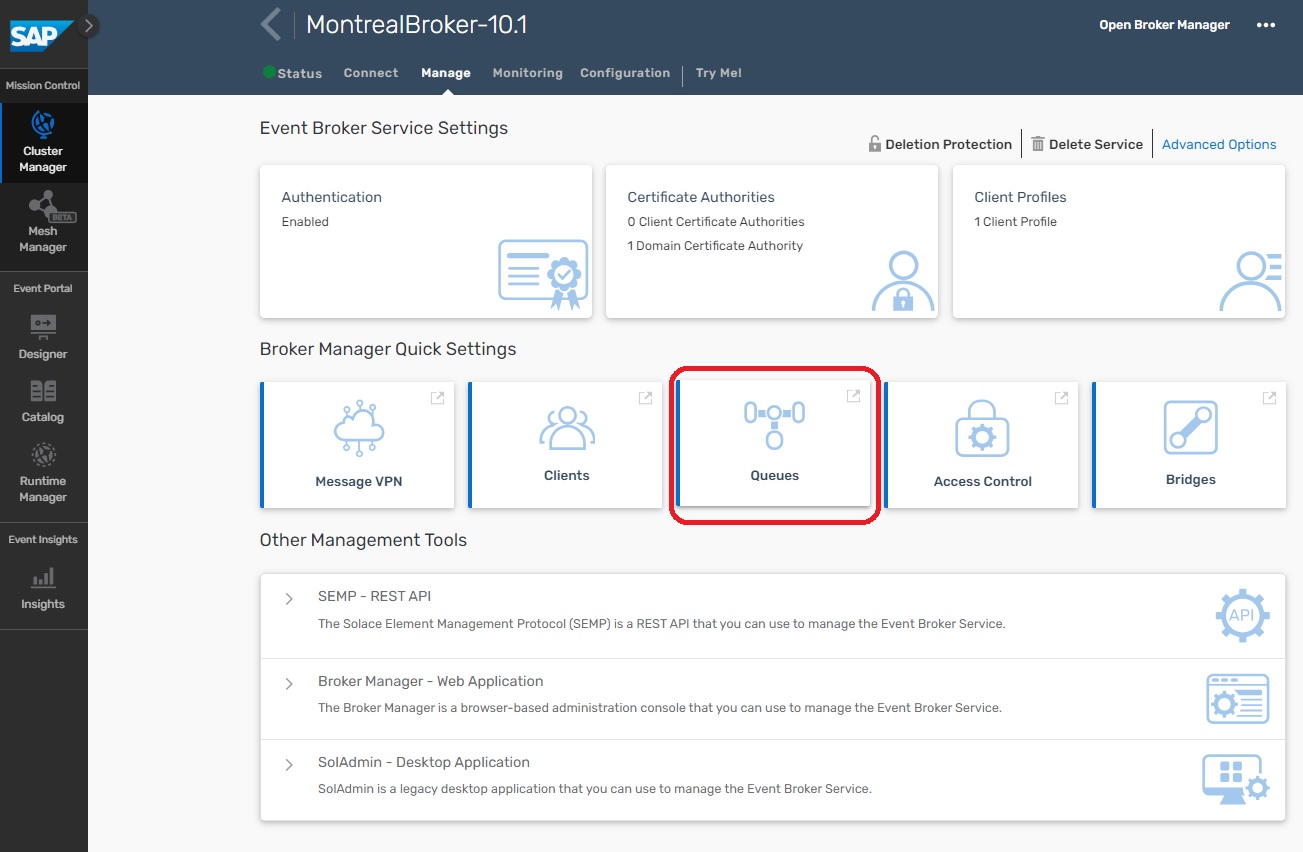 SAP
MontrealBroker-10.1
Open Broker Manager
Status Connect Manage Monitoring Configuration Try Me!
Mission Control
Cluster
Manager
BETA
Mesh
Manager
Event Portal
Designer
Catalog
Runtime
Manager
Event Insights
Insights
Event Broker Service Settings
Deletion Protection Delete Service Advanced Options
Authentication
Enabled
Certificate Authorities
0 Client Certificate Authorities
1 Domain Certificate Authority
Client Profiles
1 Client Profile
Broker Manager Quick Settings
Message VPN
Clients
Queues
Access Control
Bridges
Other Management Tools
SEMP - REST API
The Solace Element Management Protocol (SEMP) is a REST API that you can use to manage the Event Broker Service.
API
Broker Manager - Web Application
The Broker Manager is a browser-based administration console that you can use to manage the Event Broker Service.
SolAdmin - Desktop Application
SolAdmin is a legacy desktop application that you can use to manage the Event Broker Service.